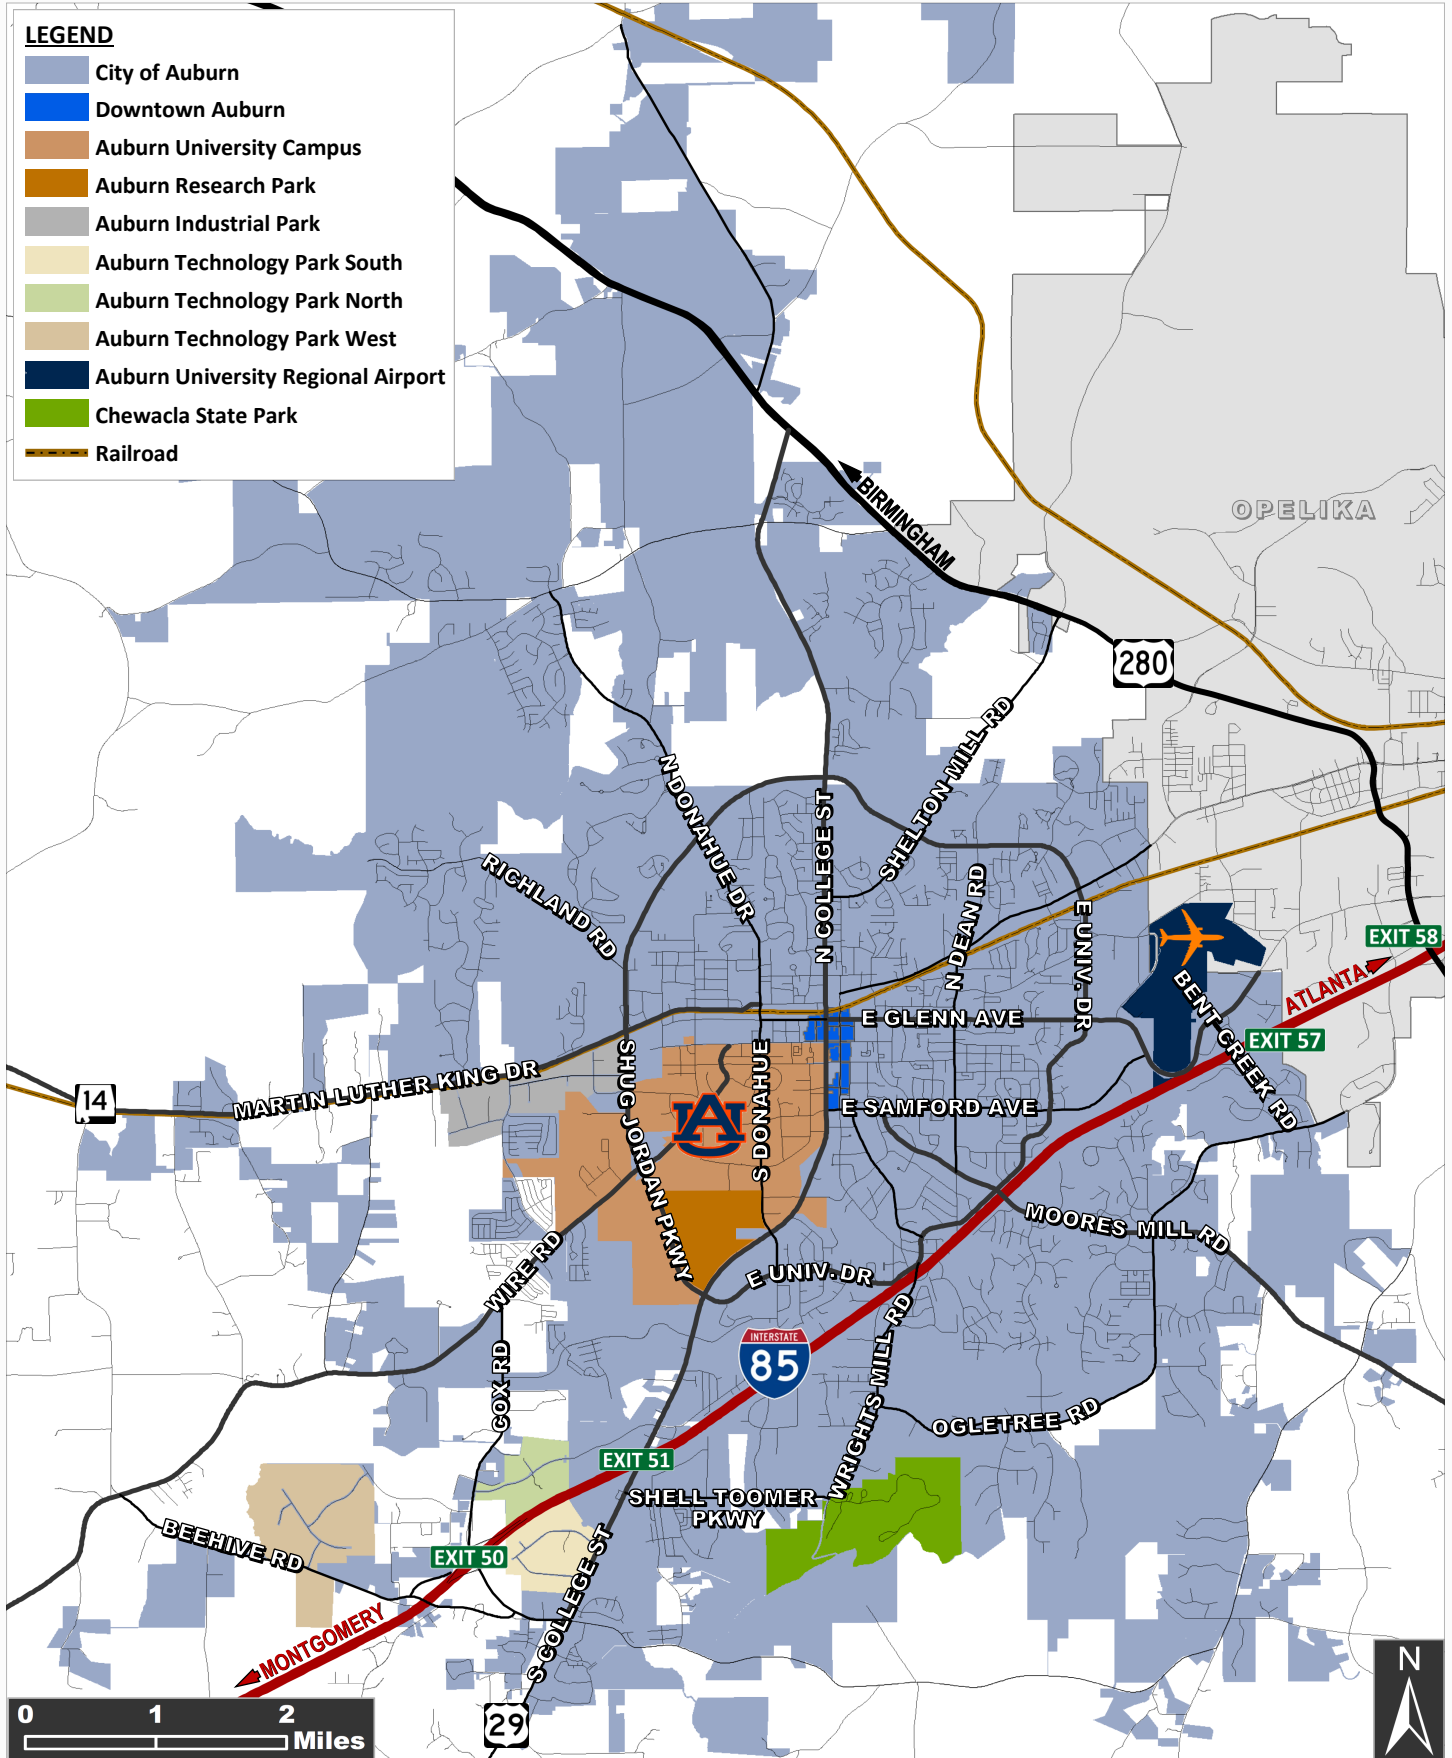 LEGEND
City of Auburn
Downtown Auburn
Auburn University Campus
Auburn Research Park
Auburn Industrial Park
Auburn Technology Park South
Auburn Technology Park North
Auburn Technology Park West
Auburn University Regional Airport
Chewacla State Park
Railroad
BIRMINGHAM
OPELIKA
280
SHELTON MILL RD
N DONAHUE DR
N COLLEGE ST
RICHLAND RD
N DEAN RD
E UNIV. DR
EXIT 58
ATLANTA
BENT CREEK RD
E GLENN AVE
EXIT 57
14
MARTIN LUTHER KING DR
SHUG JORDAN PKWY
S DONAHUE
AU
E SAMFORD AVE
MOORES MILL RD
WIRE RD
E UNIV. DR
INTERSTATE
85
WRIGHTS MILL RD
COX RD
OGLETREE RD
EXIT 51
SHELL TOOMER
PKWY
BEEHIVE RD
EXIT 50
S COLLEGE ST
MONTGOMERY
29
0 1 2
Miles
N